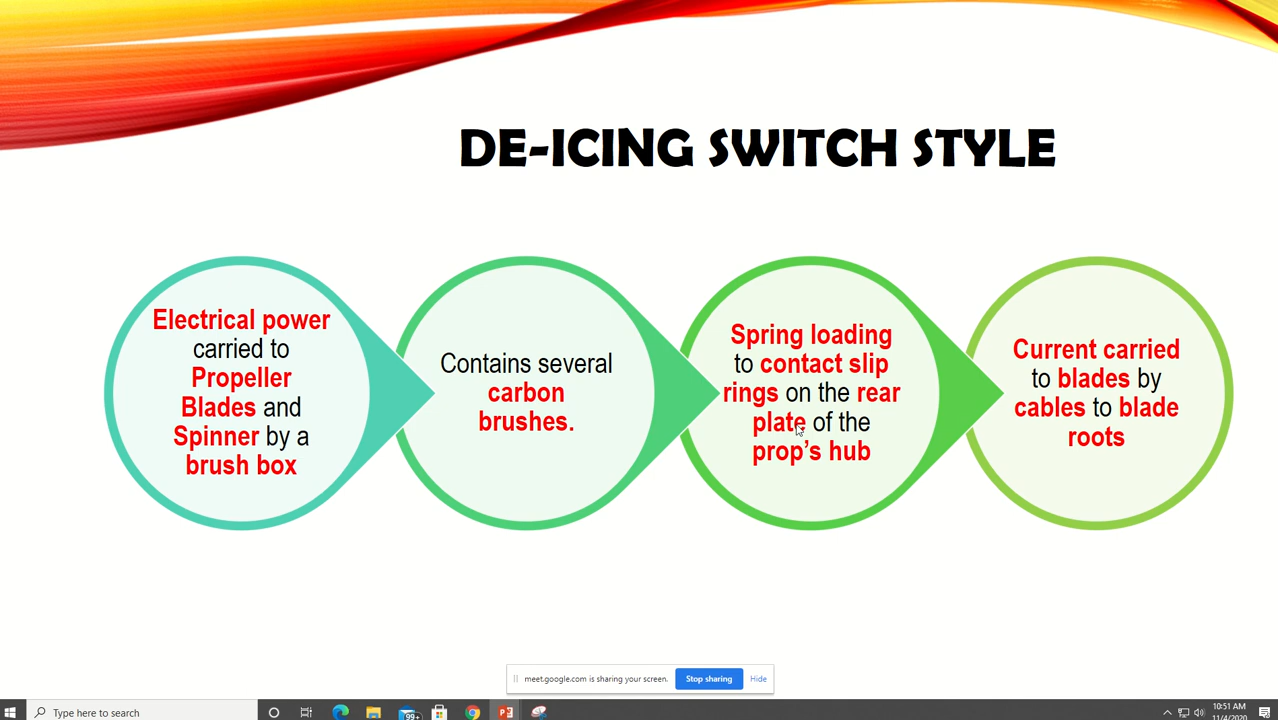 DE-ICING SWITCH STYLE
Electrical power
carried to
Propeller
Blades and
Spinner by a
brush box
Contains several
carbon
brushes.
Spring loading
to contact slip
rings on the rear
plate of the
prop’s hub
Current carried
to blades by
cables to blade
roots
meet.google.com is sharing your screen. Stop sharing Hide
Type here to search
99+
10:51 AM
11/4/2020